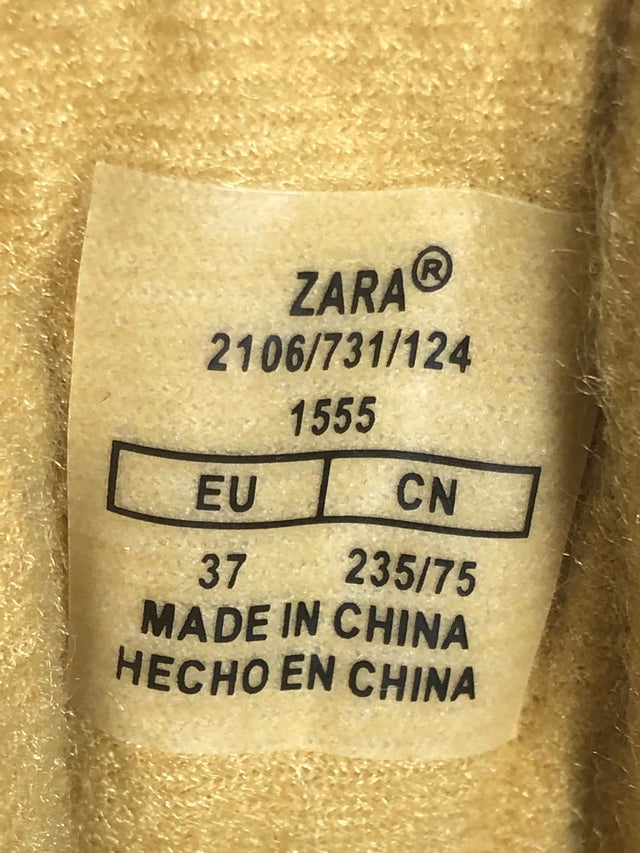 ZARA®
2106/731/124
1555
EU CN
37 235/75
MADE IN CHINA
HECHO EN CHINA